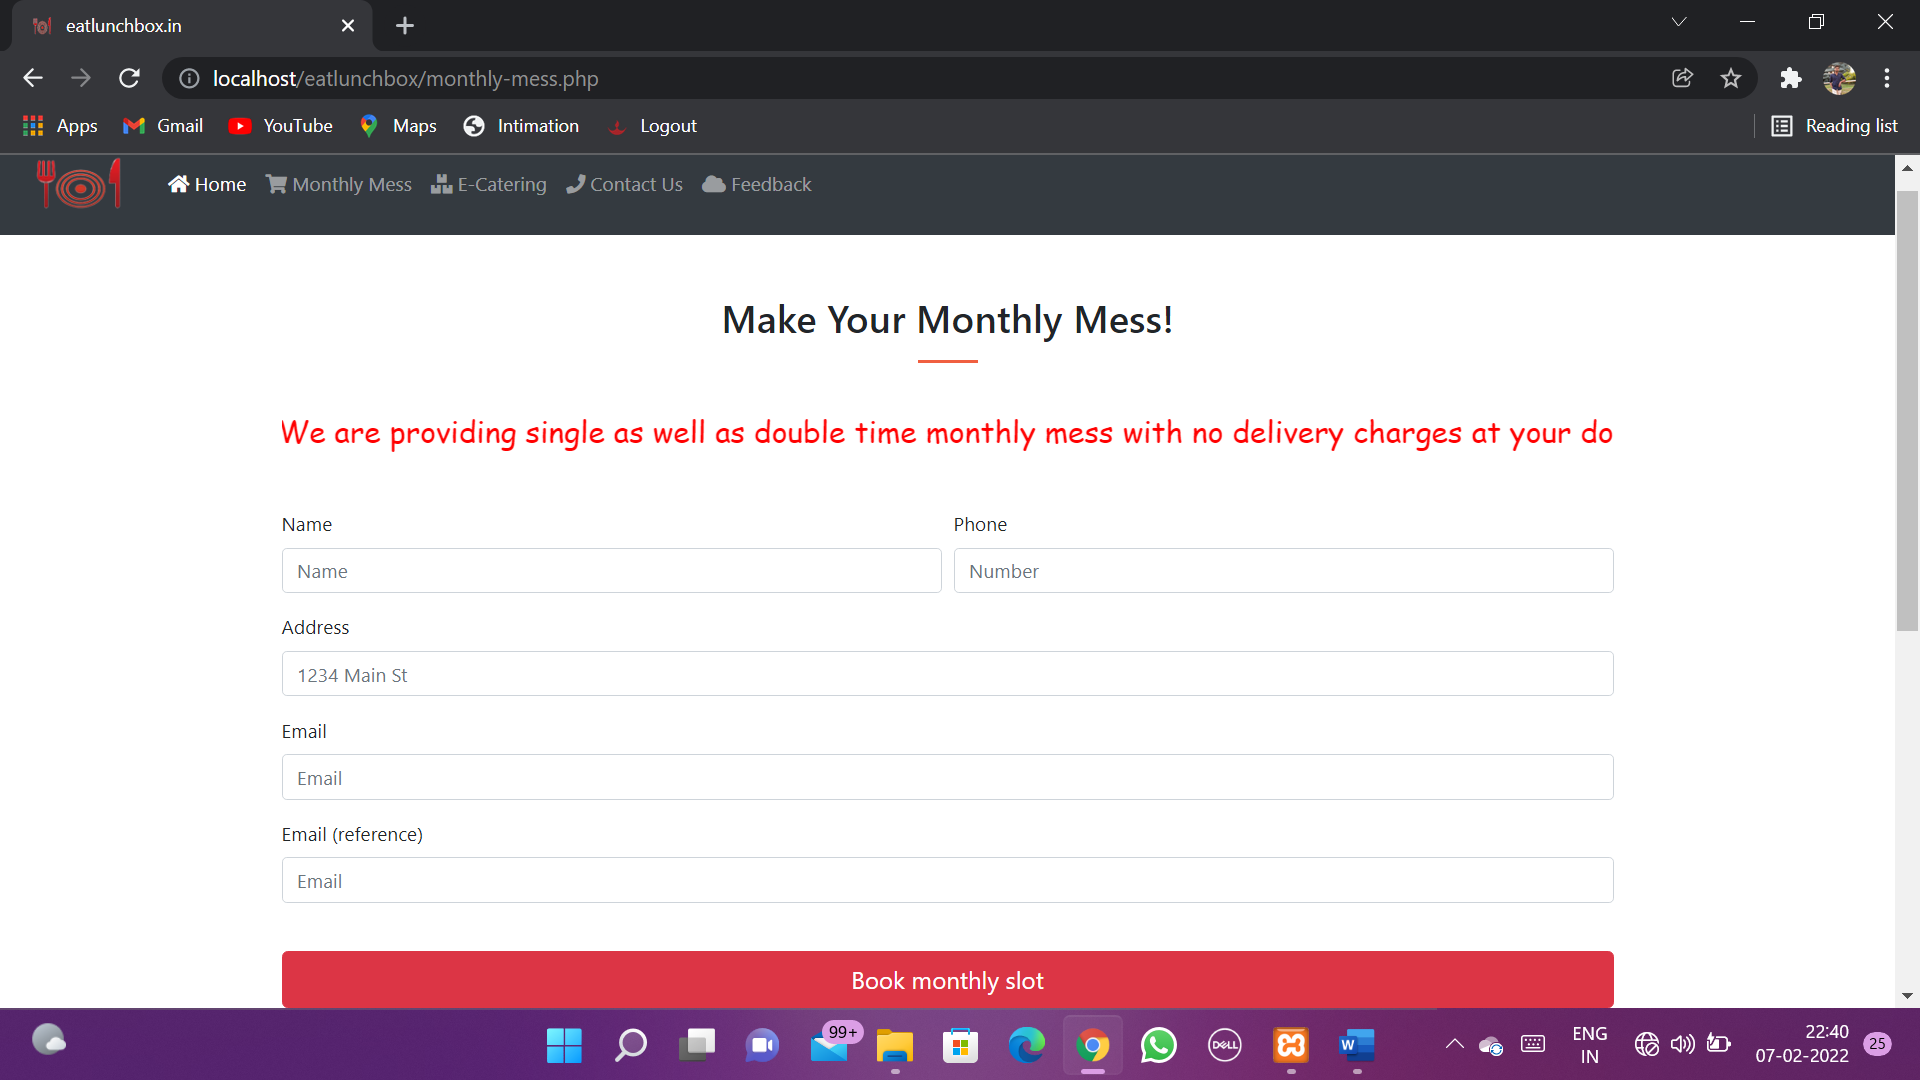 eatlunchbox.in
localhost/eatlunchbox/monthly-mess.php
Apps Gmail YouTube Maps Intimation Logout Reading list
Home Monthly Mess E-Catering Contact Us Feedback
Make Your Monthly Mess!
We are providing single as well as double time monthly mess with no delivery charges at your do
Name Phone
Name Number
Address
1234 Main St
Email
Email
Email (reference)
Email
Book monthly slot
99+
DELL
W
ENG
IN
22:40
07-02-2022
25